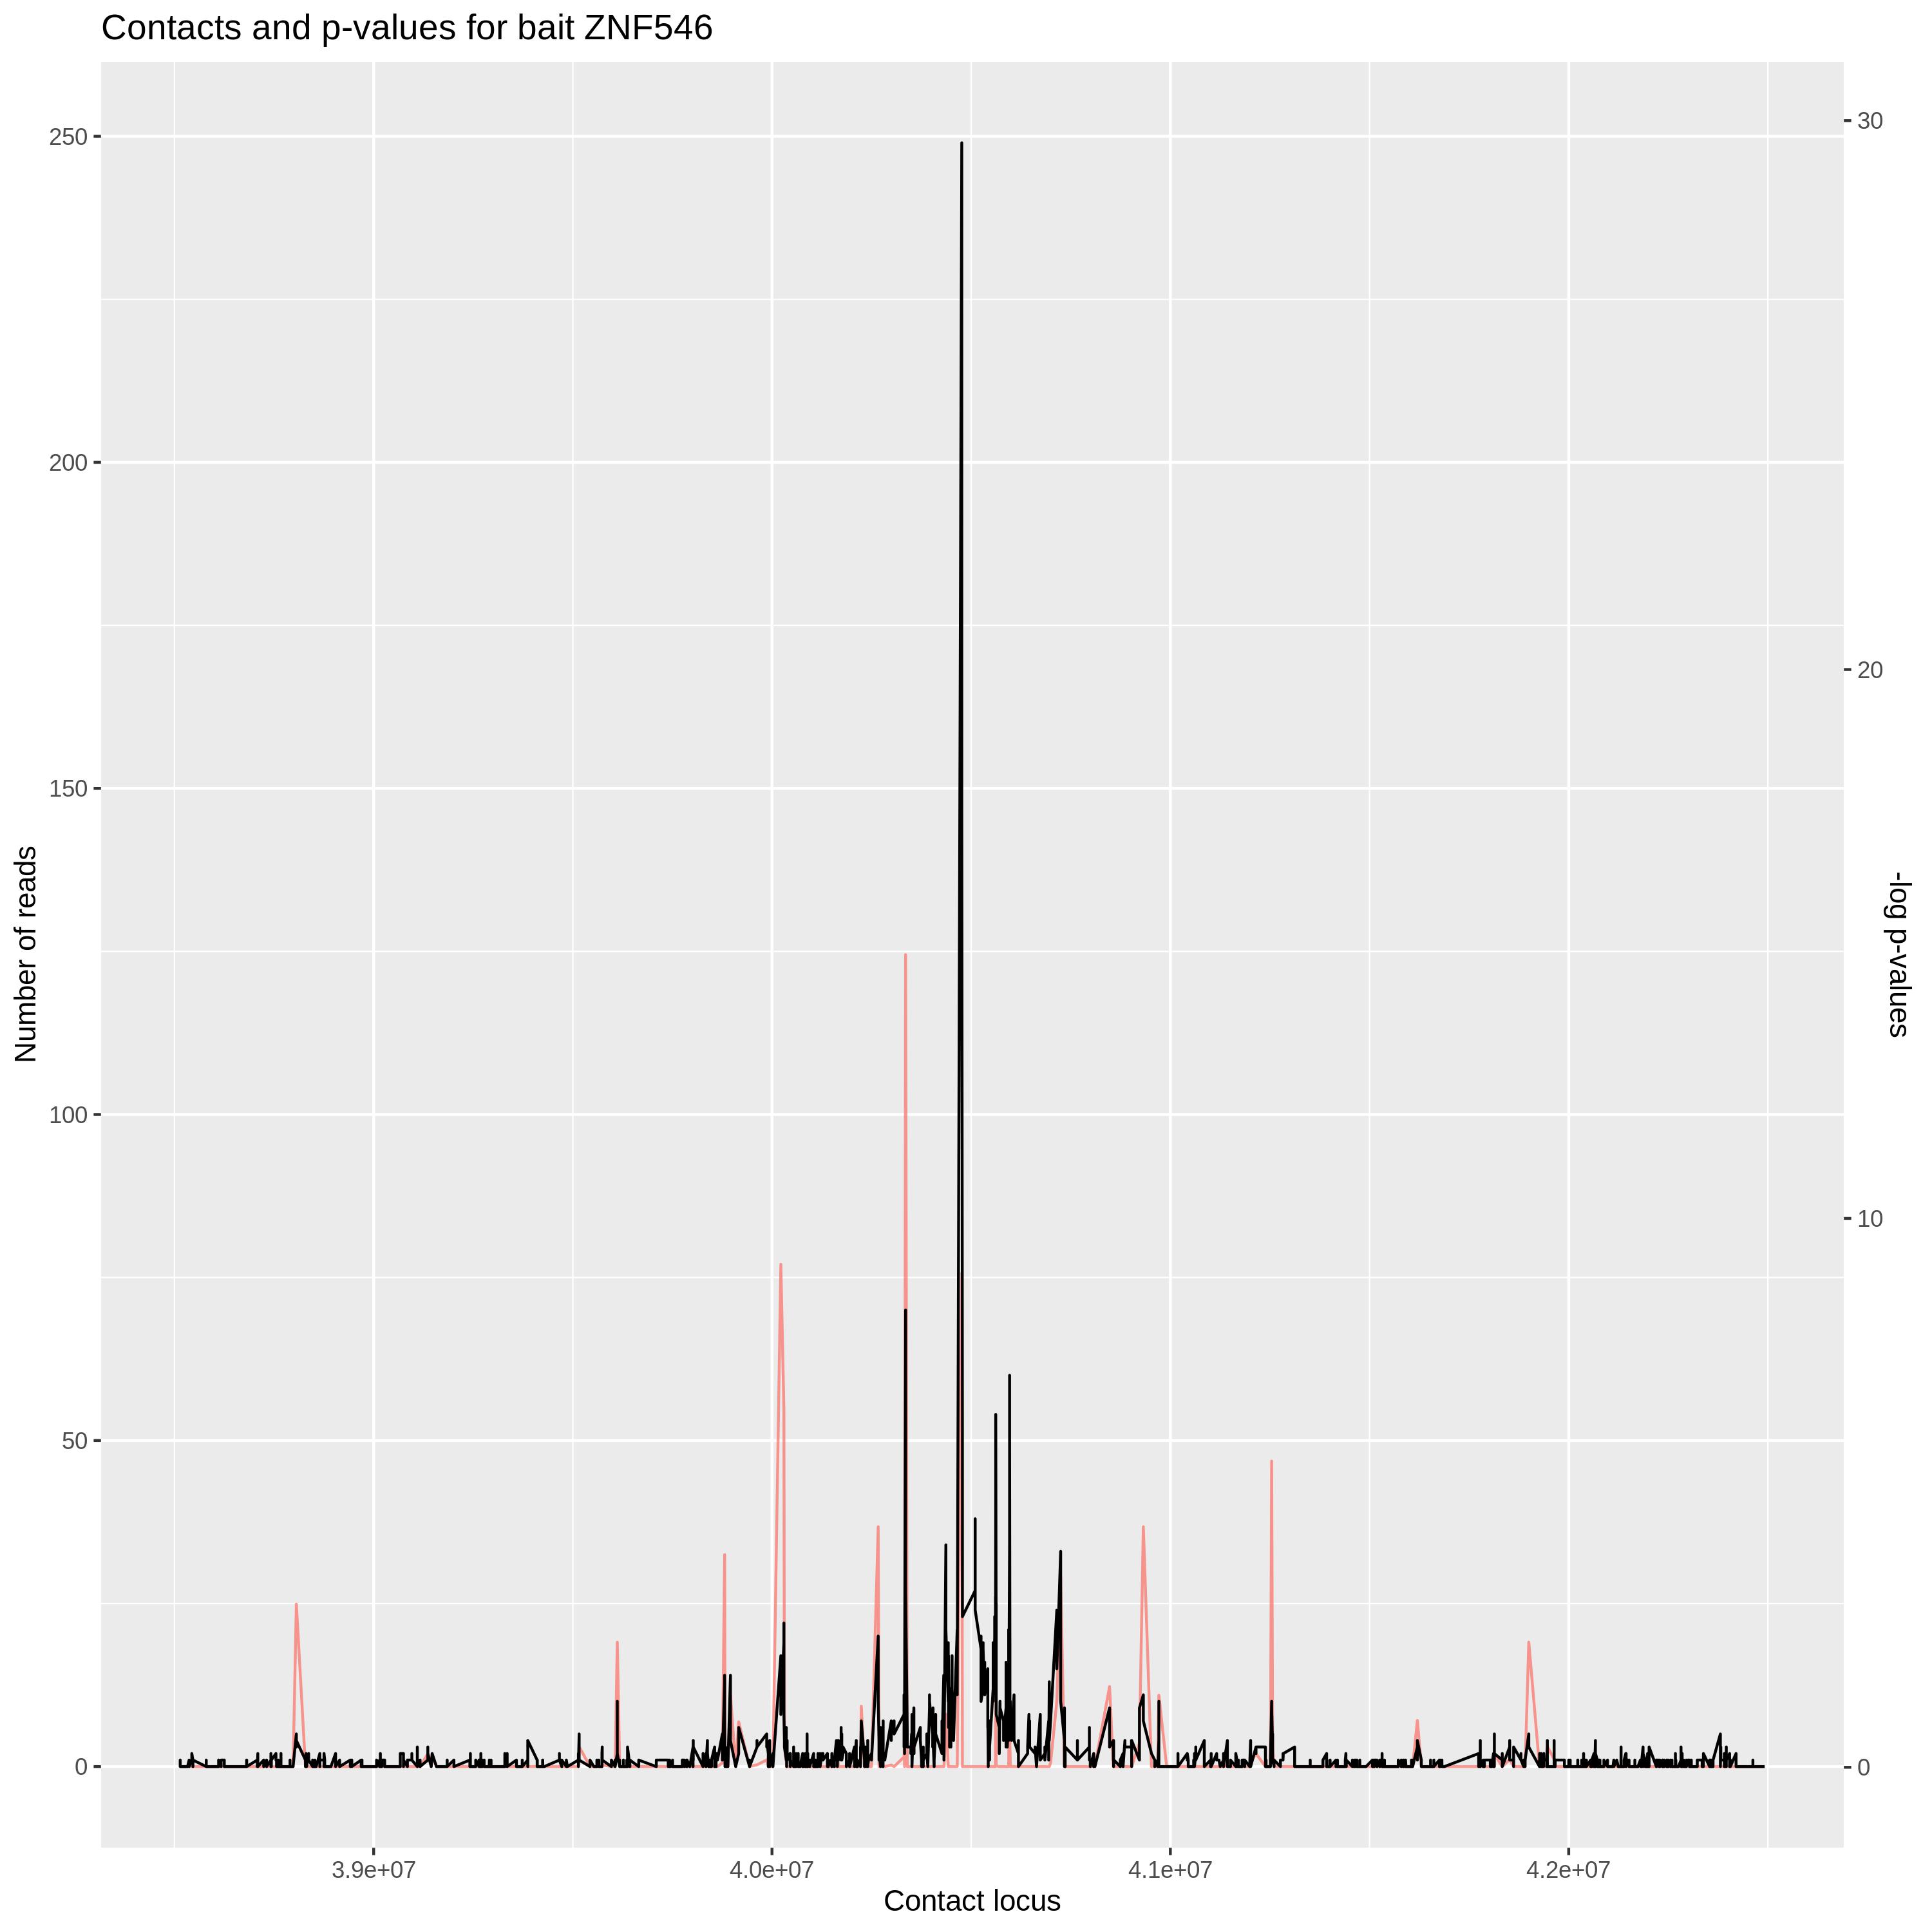 Contacts and p-values for bait ZNF546
250
200
150
100
50
0
Number of reads
30
20
10
0
-log p-values
3.9e+07
4.0e+07
4.1e+07
4.2e+07
Contact locus